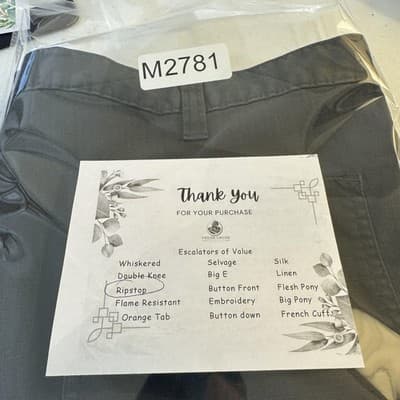 M2781
Thank You
FOR YOUR PURCHASE
Escalators of Value
Whiskered Selvage Silk
Double Knee Big E Linen
Ripstop Button Front Flesh Pony
Flame Resistant Embroidery Big Pony
Orange Tab Button down French Cuff